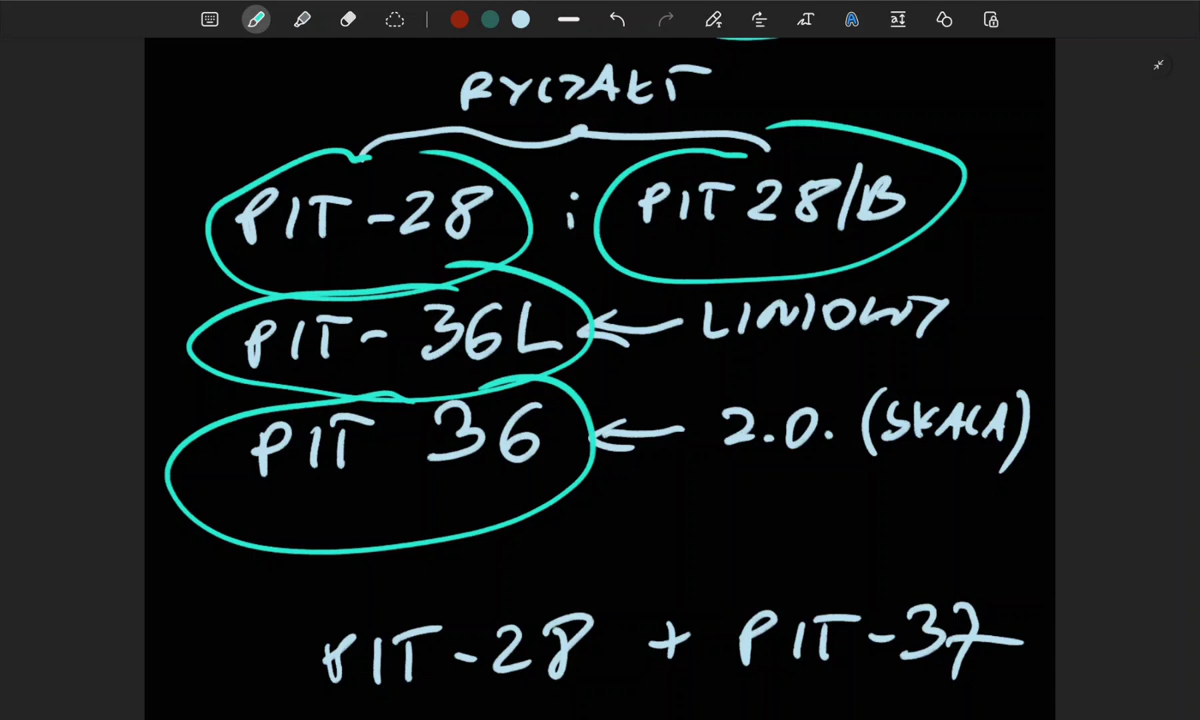 RYCZAŁT
PIT-28 i PIT 28/B
PIT-36L ← LINIOWY
PIT 36 ← Z.O. (SKALA)
PIT-28 + PIT-37